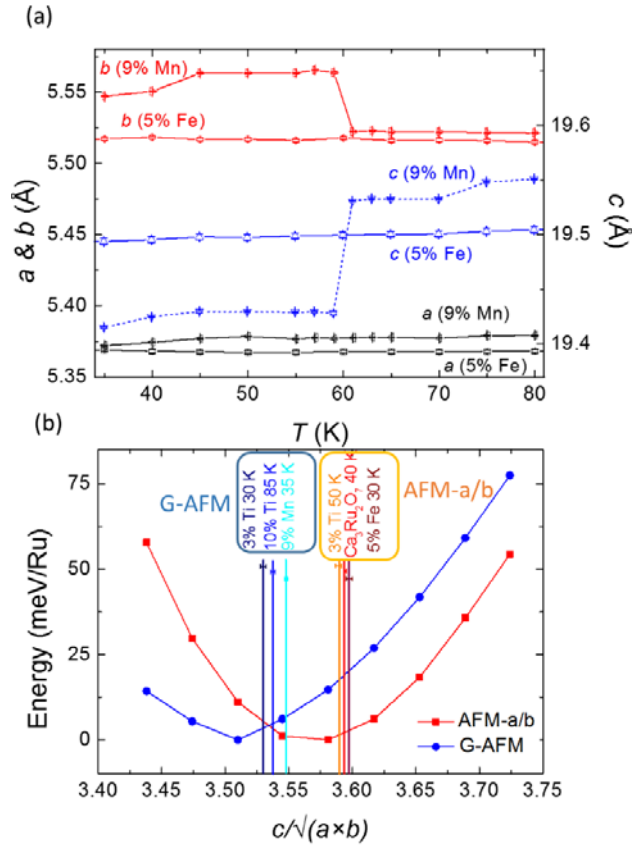 (a)
b (9% Mn)
b (5% Fe)
c (9% Mn)
c (5% Fe)
a (9% Mn)
a (5% Fe)
5.55
5.50
5.45
5.40
5.35
a & b (Å)
19.6
19.5
19.4
c (Å)
40 50 60 70 80
T (K)
(b)
G-AFM
3% Ti 30 K
10% Ti 85 K
9% Mn 35 K
3% Ti 50 K
Ca3Ru2O7 40 K
5% Fe 30 K
AFM-a/b
75
50
25
0
Energy (meV/Ru)
AFM-a/b
G-AFM
3.40 3.45 3.50 3.55 3.60 3.65 3.70 3.75
c/√(a×b)